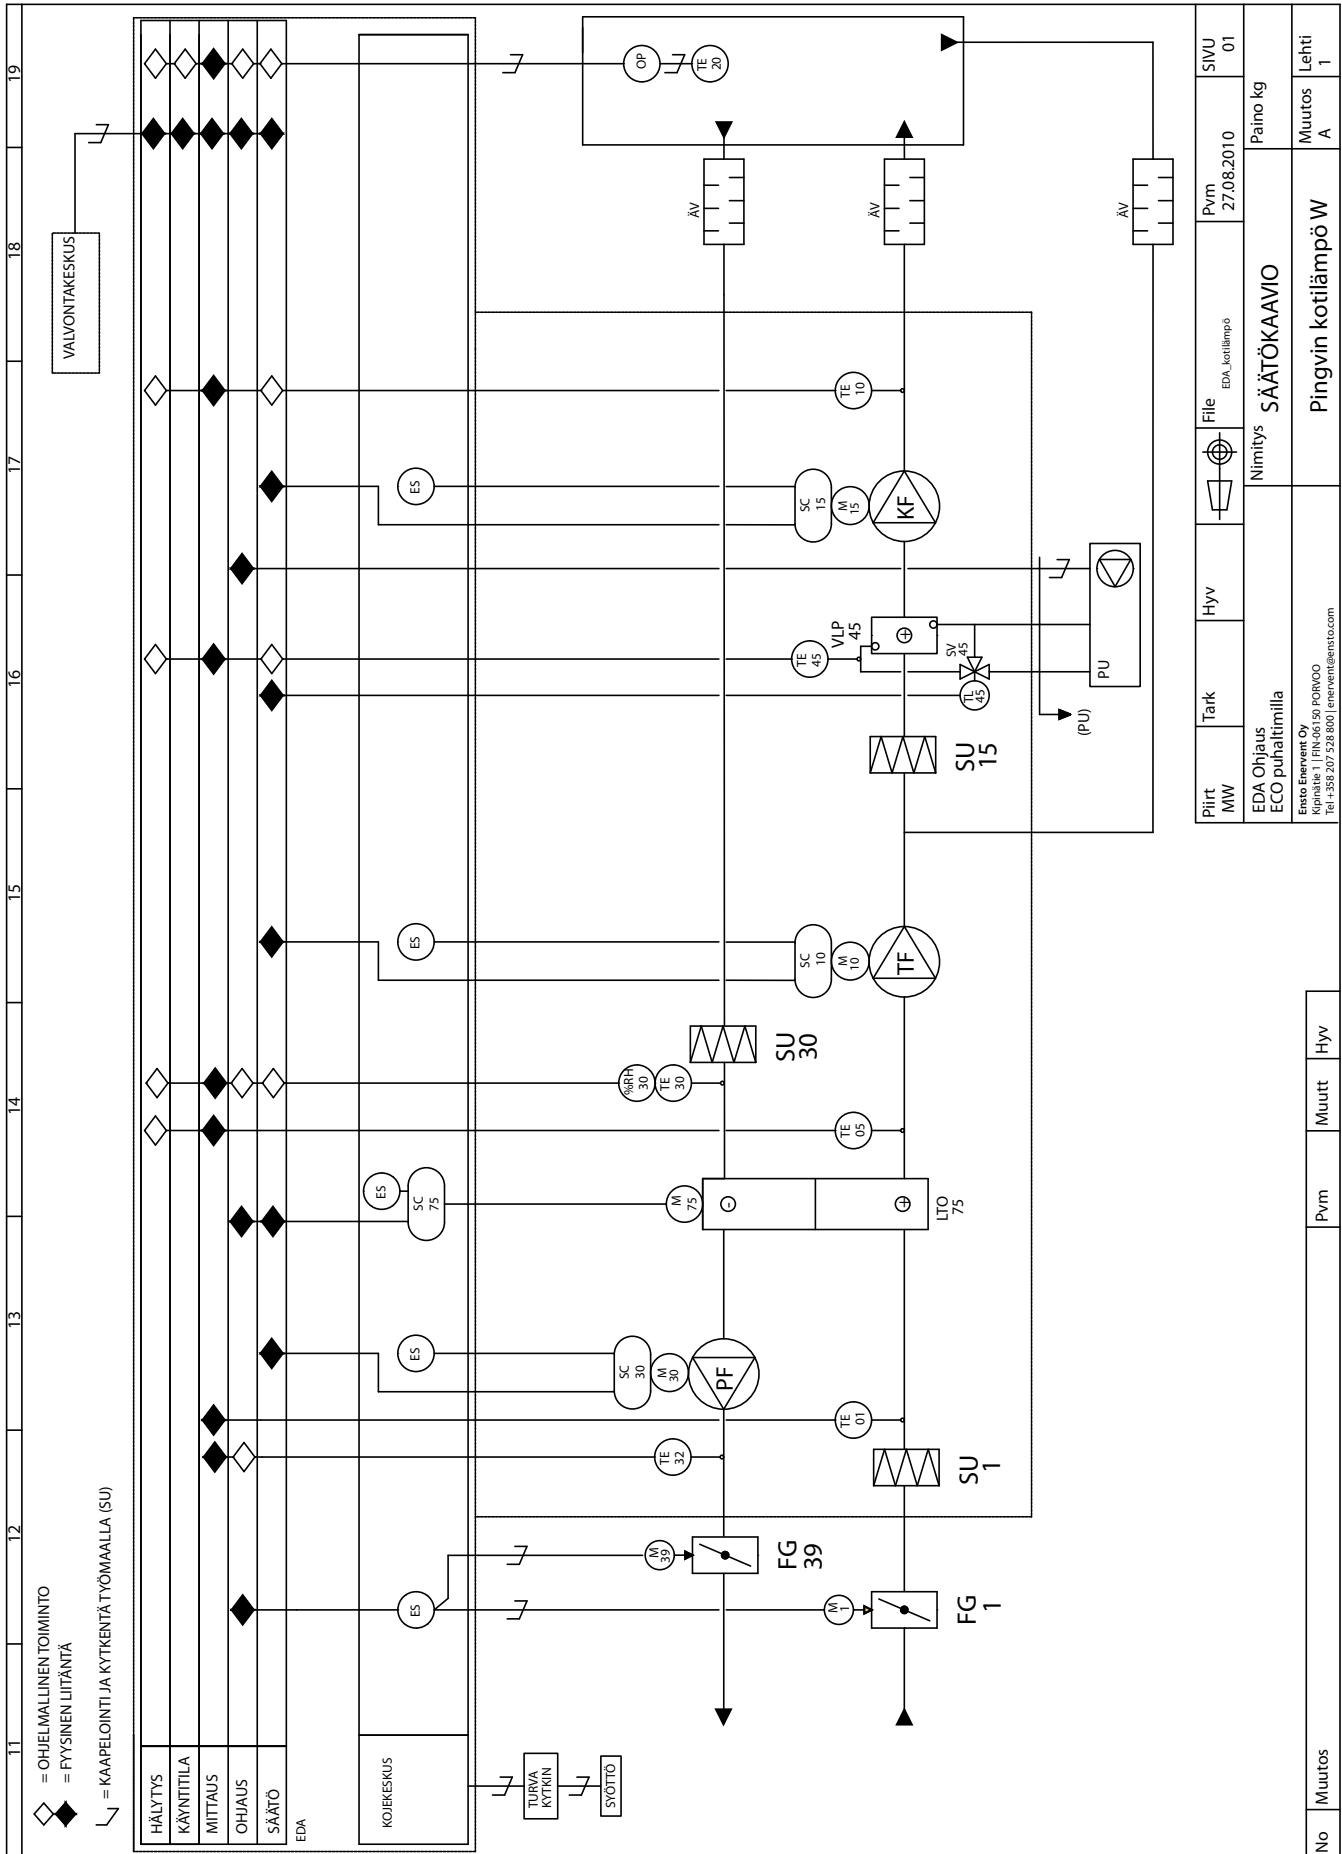 11
12
13
14
15
16
17
18
19
= OHJELMALLINEN TOIMINTO
= FYYSINEN LIITÄNTÄ
= KAAPELOINTI JA KYTKENTÄ TYÖMAALLA (SU)
VALVONTAKESKUS
HÄLYTYS
KÄYNTITILA
MITTAUS
OHJAUS
SÄÄTÖ
EDA
KOJEKESKUS
TURVA
KYTKIN
SYÖTTÖ
ES
ES
ES
SC
75
ES
ES
OP
TE
20
M
39
FG
39
M
1
FG
1
TE
32
TE
01
SU
1
SC
30
M
30
PF
M
75
-
+
LTO
75
TE
05
%RH
30
TE
30
SU
30
SC
10
M
10
TF
SU
15
TE
45
VLP
45
+
SV
45
TL
45
(PU)
PU
SC
15
M
15
KF
TE
10
ÄV
ÄV
ÄV
Piirt
MW
Tark
Hyv
File
EDA_kotilämpö
Pvm
27.08.2010
SIVU
01
EDA Ohjaus
ECO puhaltimilla
Nimitys
SÄÄTÖKAAVIO
Paino kg
Ensto Enervent Oy
Kipinätie 1 | FIN-06150 PORVOO
Tel +358 207 528 800 | enervent@ensto.com
Pingvin kotilämpö W
Muutos
A
Lehti
1
No
Muutos
Pvm
Muutt
Hyv